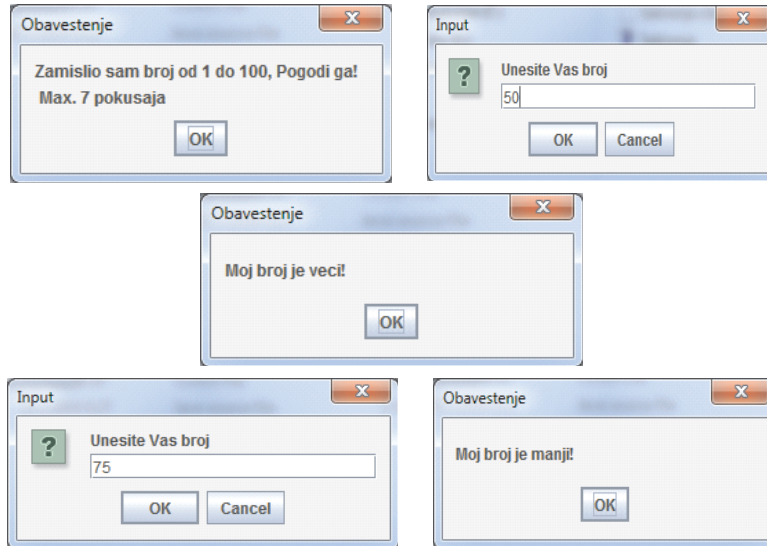 Obavestenje
Zamislio sam broj od 1 do 100, Pogodi ga!
Max. 7 pokusaja
OK
Input
Unesite Vas broj
50
OK Cancel
Obavestenje
Moj broj je veci!
OK
Input
Unesite Vas broj
75
OK Cancel
Obavestenje
Moj broj je manji!
OK